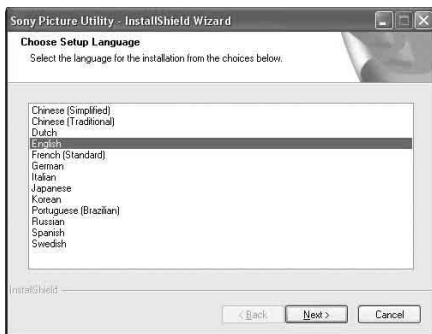 Sony Picture Utility - InstallShield Wizard
Choose Setup Language
Select the language for the installation from the choices below.
Chinese (Simplified)
Chinese (Traditional)
Dutch
English
French (Standard)
German
Italian
Japanese
Korean
Portuguese (Brazilian)
Russian
Spanish
Swedish
InstallShield
< Back
Next >
Cancel